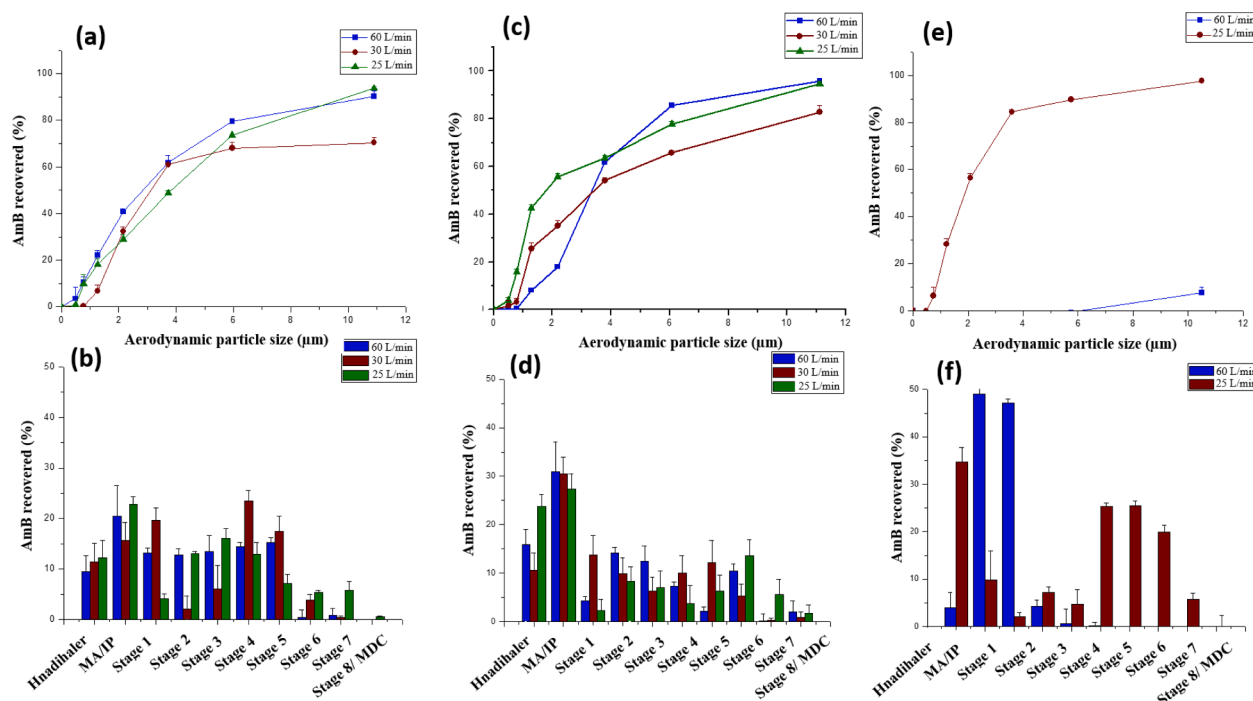 (a)
60 L/min
30 L/min
25 L/min
AmB recovered (%)
100
80
60
40
20
0
0 2 4 6 8 10 12
Aerodynamic particle size (µm)
(c)
60 L/min
30 L/min
25 L/min
AmB recovered (%)
100
80
60
40
20
1
0 2 4 6 8 10 12
Aerodynamic particle size (µm)
(e)
60 L/min
25 L/min
AmB recovered (%)
100
80
60
40
20
0
0 2 4 6 8 10 12
Aerodynamic particle size (µm)
(b)
60 L/min
30 L/min
25 L/min
AmB recovered (%)
50
40
30
20
10
0
Hnadihaler
MA/IP
Stage 1
Stage 2
Stage 3
Stage 4
Stage 5
Stage 6
Stage 7
Stage 8/ MDC
(d)
60 L/min
30 L/min
25 L/min
AmB recovered (%)
50
40
30
20
10
0
Hnadihaler
MA/IP
Stage 1
Stage 2
Stage 3
Stage 4
Stage 5
Stage 6
Stage 7
Stage 8/ MDC
(f)
60 L/min
25 L/min
AmB recovered (%)
50
40
30
20
10
0
Hnadihaler
MA/IP
Stage 1
Stage 2
Stage 3
Stage 4
Stage 5
Stage 6
Stage 7
Stage 8/ MDC